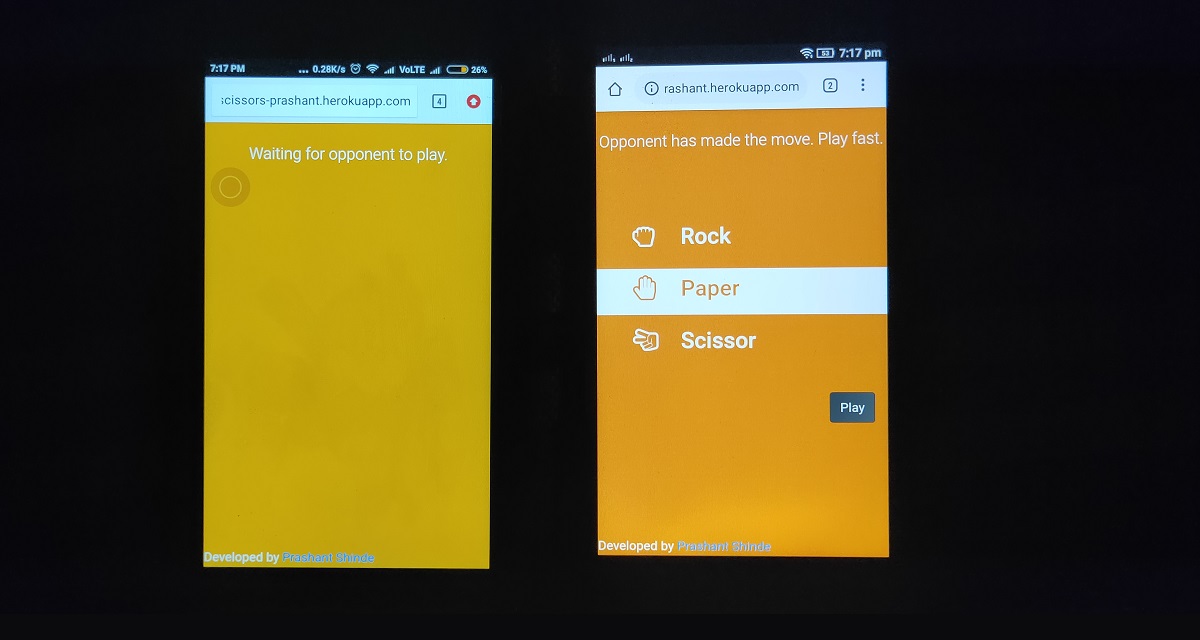 7:17 PM
... 0.28K/s VoLTE 26%
scissors-prashant.herokuapp.com 4
Waiting for opponent to play.
Developed by Prashant Shinde
53 7:17 pm
rashant.herokuapp.com 2
Opponent has made the move. Play fast.
Rock
Paper
Scissor
Play
Developed by Prashant Shinde